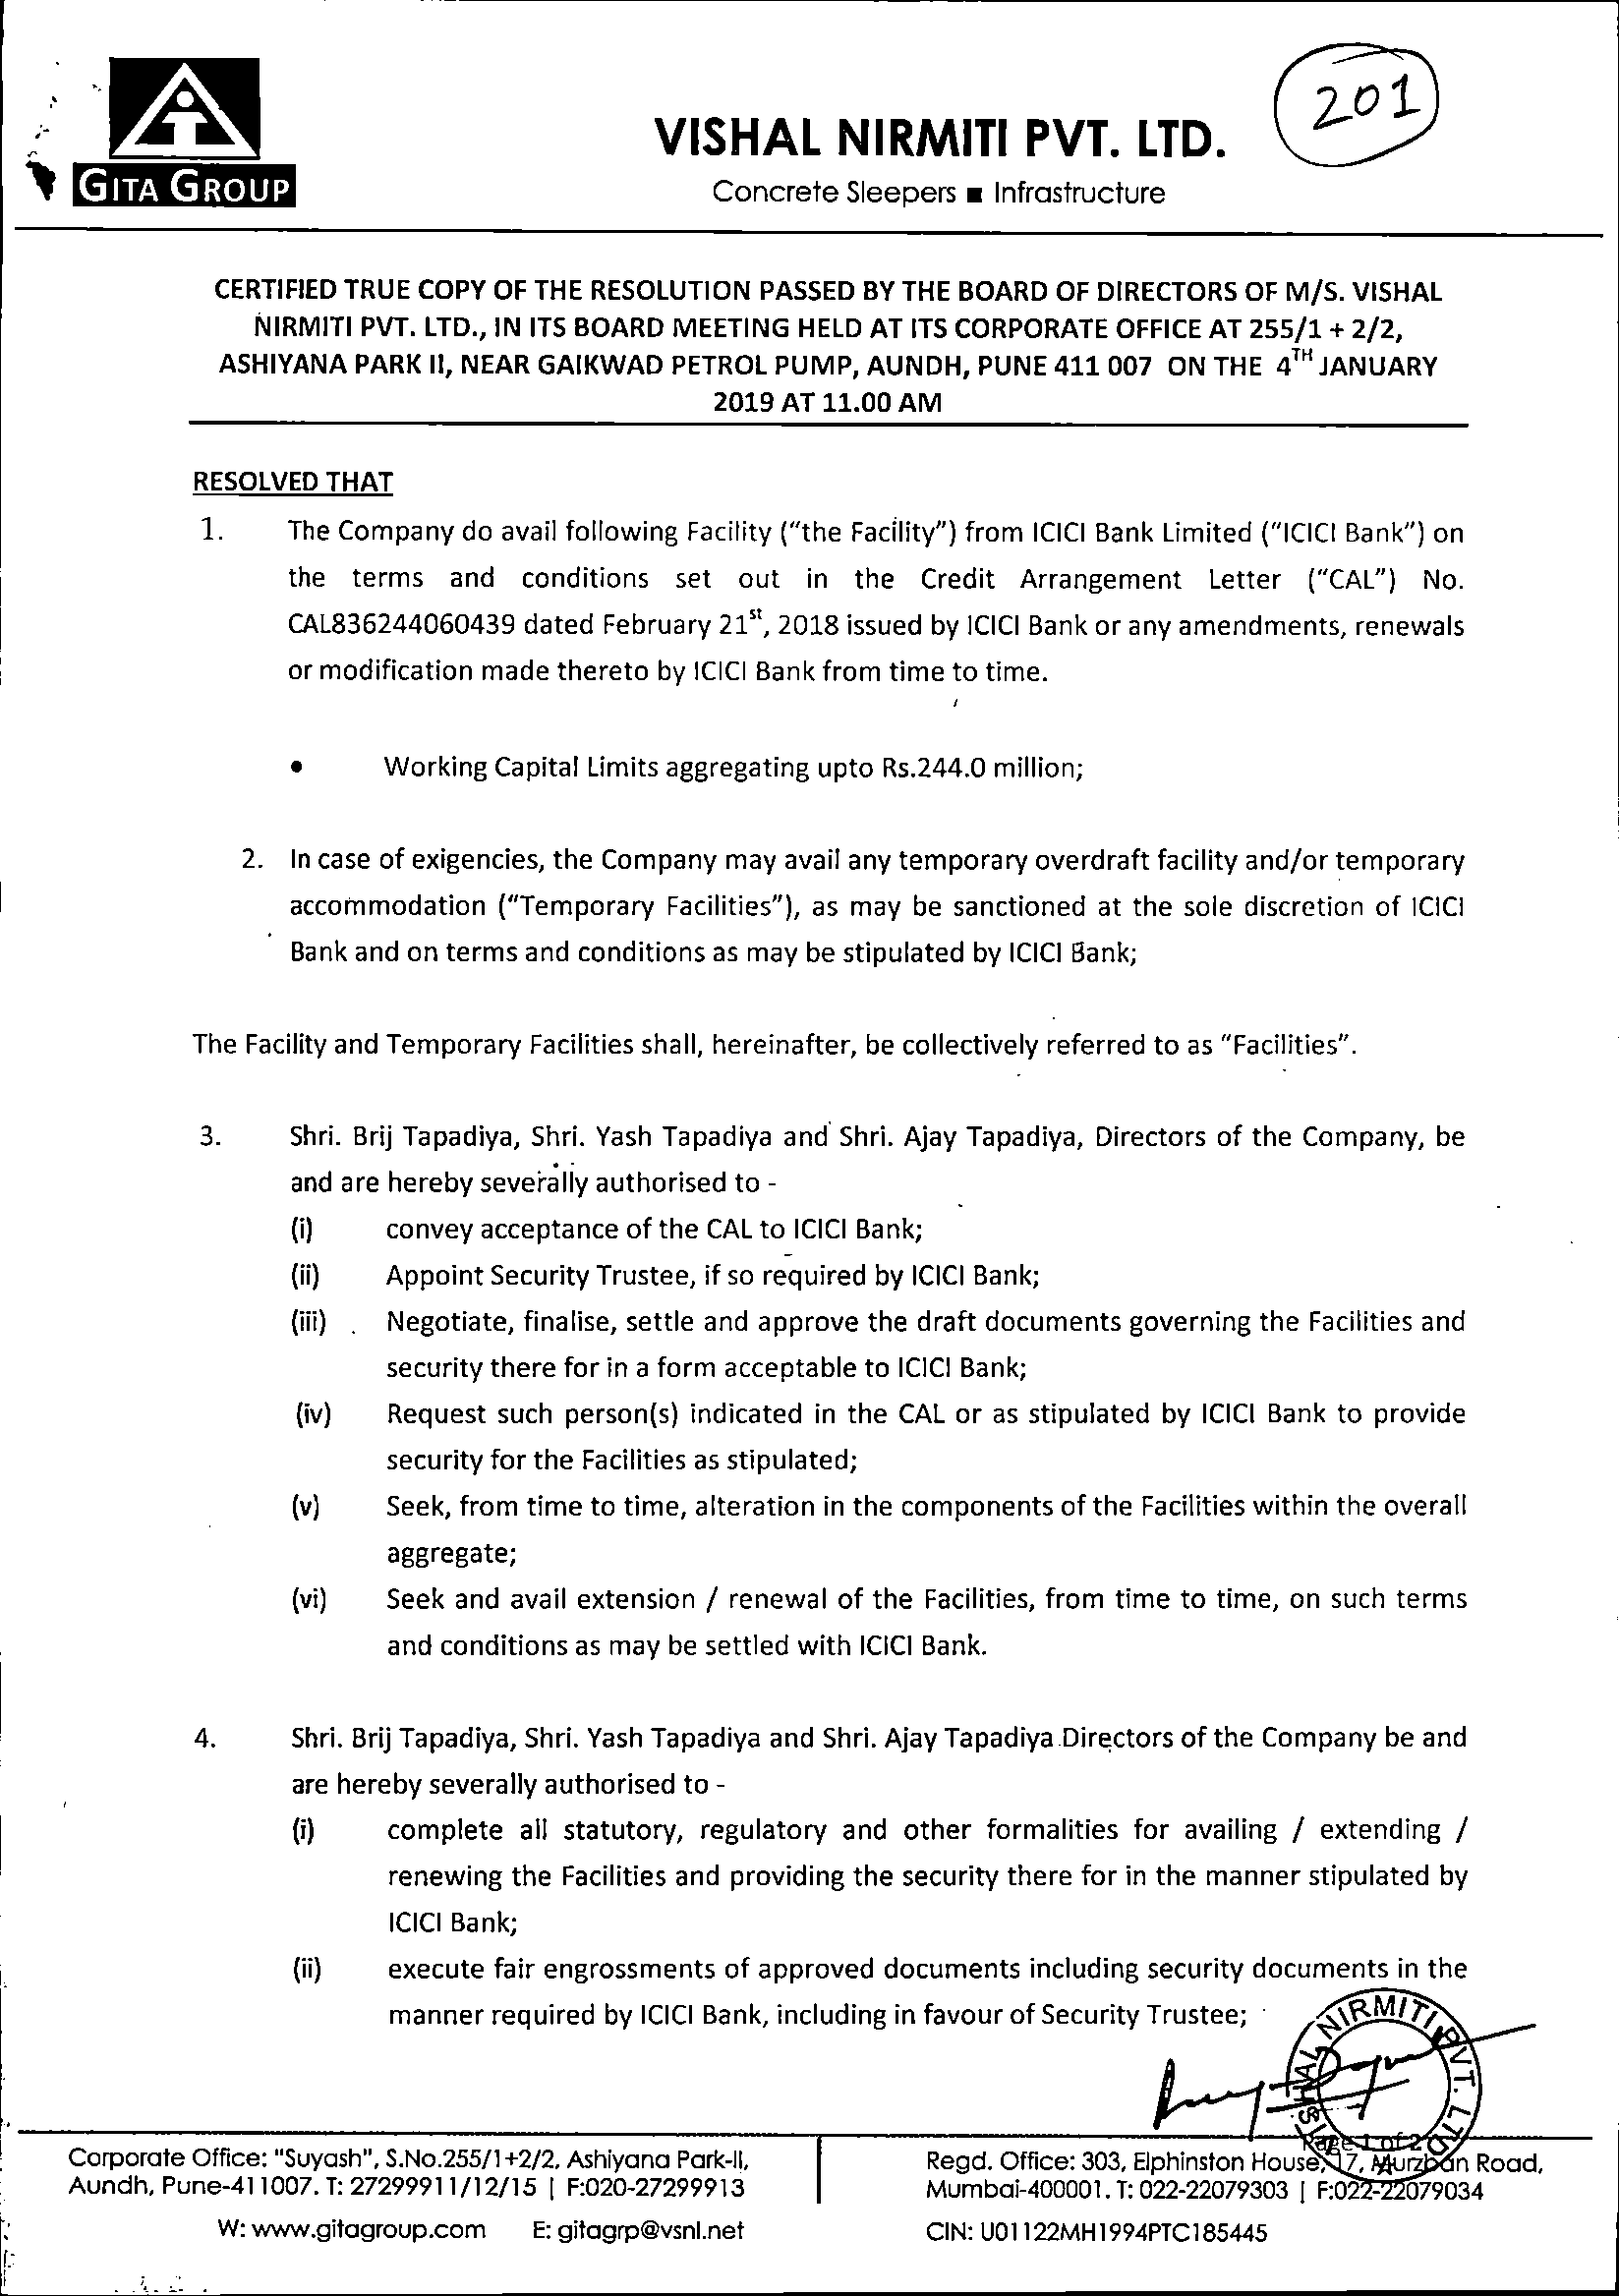 GITA GROUP
VISHAL NIRMITI PVT. LTD.
201
Concrete Sleepers ■ Infrastructure
CERTIFIED TRUE COPY OF THE RESOLUTION PASSED BY THE BOARD OF DIRECTORS OF M/S. VISHAL
NIRMITI PVT. LTD., IN ITS BOARD MEETING HELD AT ITS CORPORATE OFFICE AT 255/1 + 2/2,
ASHIYANA PARK II, NEAR GAIKWAD PETROL PUMP, AUNDH, PUNE 411 007 ON THE 4TH JANUARY
2019 AT 11.00 AM
RESOLVED THAT
1. The Company do avail following Facility ("the Facility") from ICICI Bank Limited ("ICICI Bank") on
the terms and conditions set out in the Credit Arrangement Letter ("CAL") No.
CAL836244060439 dated February 21st, 2018 issued by ICICI Bank or any amendments, renewals
or modification made thereto by ICICI Bank from time to time.
• Working Capital Limits aggregating upto Rs.244.0 million;
2. In case of exigencies, the Company may avail any temporary overdraft facility and/or temporary
accommodation ("Temporary Facilities"), as may be sanctioned at the sole discretion of ICICI
Bank and on terms and conditions as may be stipulated by ICICI Bank;
The Facility and Temporary Facilities shall, hereinafter, be collectively referred to as "Facilities".
3. Shri. Brij Tapadiya, Shri. Yash Tapadiya and Shri. Ajay Tapadiya, Directors of the Company, be
and are hereby severally authorised to -
(i) convey acceptance of the CAL to ICICI Bank;
(ii) Appoint Security Trustee, if so required by ICICI Bank;
(iii) Negotiate, finalise, settle and approve the draft documents governing the Facilities and
security there for in a form acceptable to ICICI Bank;
(iv) Request such person(s) indicated in the CAL or as stipulated by ICICI Bank to provide
security for the Facilities as stipulated;
(v) Seek, from time to time, alteration in the components of the Facilities within the overall
aggregate;
(vi) Seek and avail extension / renewal of the Facilities, from time to time, on such terms
and conditions as may be settled with ICICI Bank.
4. Shri. Brij Tapadiya, Shri. Yash Tapadiya and Shri. Ajay Tapadiya Directors of the Company be and
are hereby severally authorised to -
(i) complete all statutory, regulatory and other formalities for availing / extending /
renewing the Facilities and providing the security there for in the manner stipulated by
ICICI Bank;
(ii) execute fair engrossments of approved documents including security documents in the
manner required by ICICI Bank, including in favour of Security Trustee;
VISHAL NIRMITI PVT. LTD.
Page 1 of 2
Corporate Office: "Suyash", S.No.255/1+2/2, Ashiyana Park-II,
Aundh, Pune-411007. T: 27299911/12/15 | F:020-27299913
W: www.gitagroup.com E: gitagrp@vsnl.net
Regd. Office: 303, Elphinston House, 17, Murzban Road,
Mumbai-400001. T: 022-22079303 | F:022-22079034
CIN: U01122MH1994PTC185445